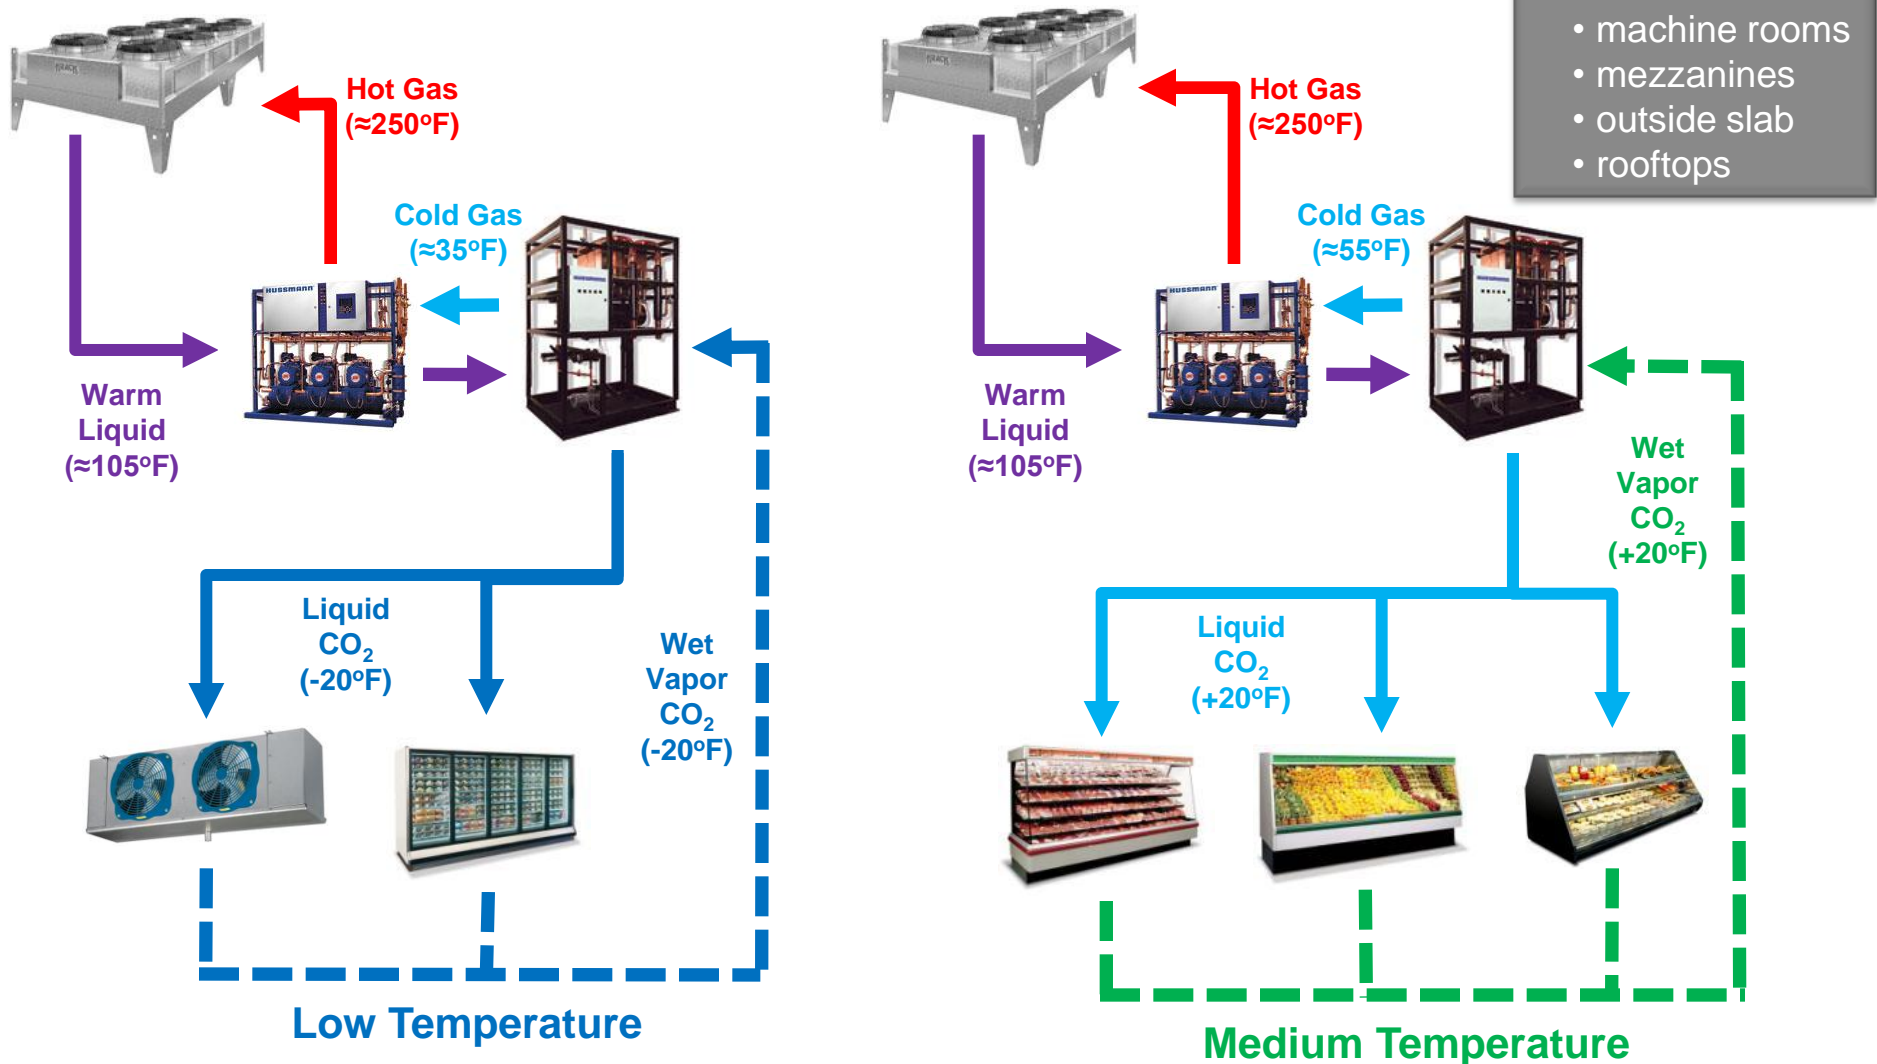 • machine rooms
• mezzanines
• outside slab
• rooftops
KRACK
Hot Gas
(≈250°F)
Cold Gas
(≈35°F)
HUSSMANN
Warm
Liquid
(≈105°F)
Liquid
CO₂
(-20°F)
Wet
Vapor
CO₂
(-20°F)
Low Temperature
KRACK
Hot Gas
(≈250°F)
Cold Gas
(≈55°F)
HUSSMANN
Warm
Liquid
(≈105°F)
Wet
Vapor
CO₂
(+20°F)
Liquid
CO₂
(+20°F)
Medium Temperature